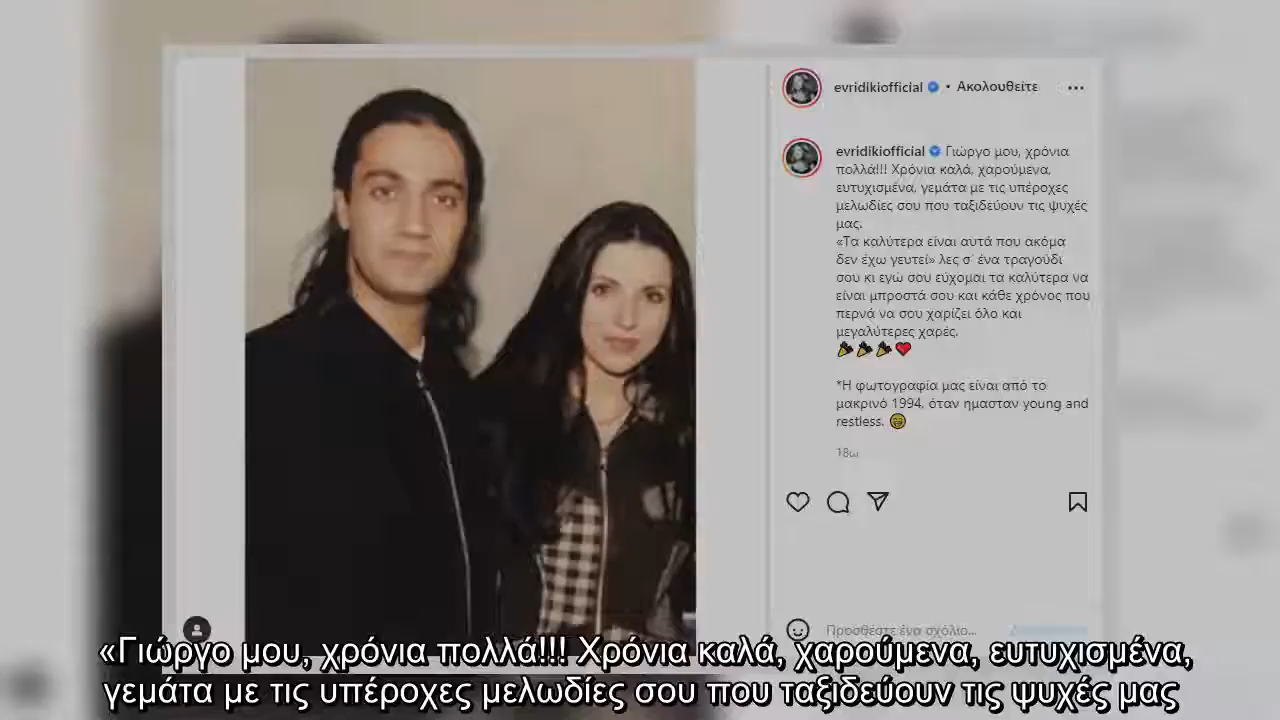 evridikiofficial • Ακολουθείτε
evridikiofficial Γιώργο μου, χρόνια
πολλά!!! Χρόνια καλά, χαρούμενα,
ευτυχισμένα, γεμάτα με τις υπέροχες
μελωδίες σου που ταξιδεύουν τις ψυχές
μας.
«Τα καλύτερα είναι αυτά που ακόμα
δεν έχω γευτεί» λες σ΄ ένα τραγούδι
σου κι εγώ σου εύχομαι τα καλύτερα να
είναι μπροστά σου και κάθε χρόνος που
περνά να σου χαρίζει όλο και
μεγαλύτερες χαρές.
*Η φωτογραφία μας είναι από το
μακρινό 1994, όταν ημασταν young and
restless.
18ω
Προσθέστε ένα σχόλιο...
«Γιώργο μου, χρόνια πολλά!!! Χρόνια καλά, χαρούμενα, ευτυχισμένα,
γεμάτα με τις υπέροχες μελωδίες σου που ταξιδεύουν τις ψυχές μας